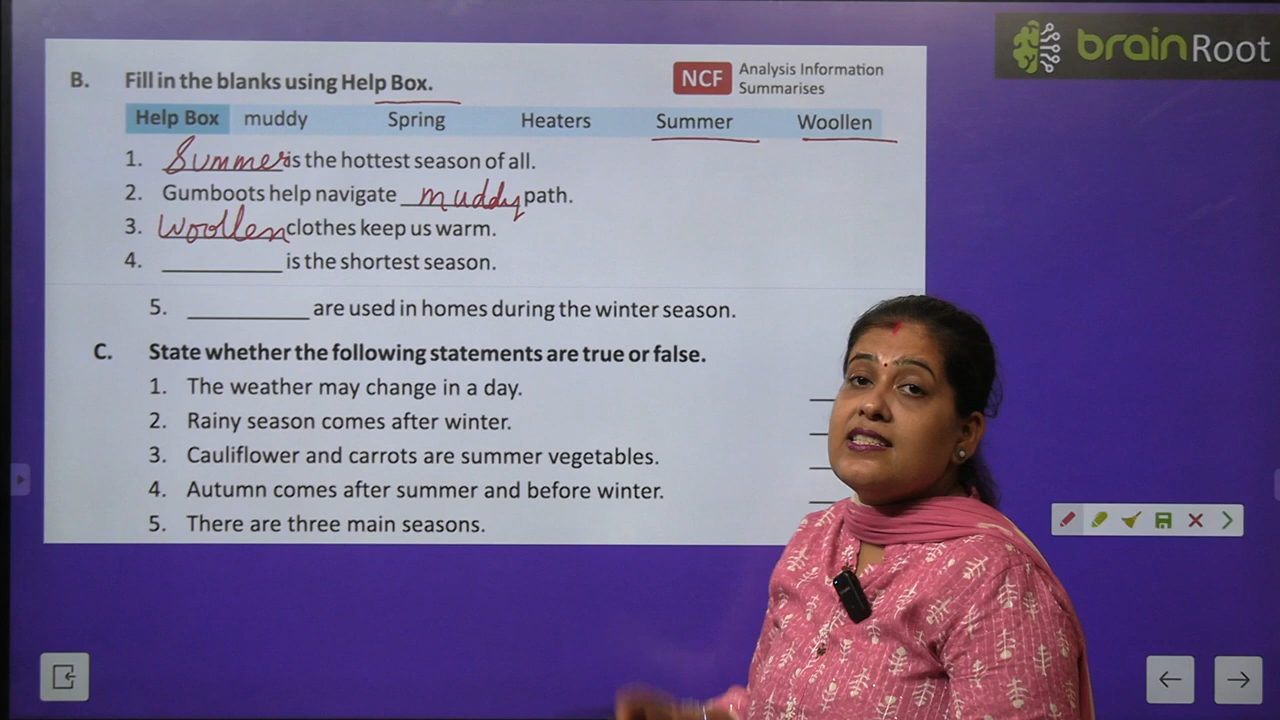 brainRoot
B. Fill in the blanks using Help Box.
NCF Analysis Information
Summarises
Help Box muddy Spring Heaters Summer Woollen
1. Summer is the hottest season of all.
2. Gumboots help navigate muddy path.
3. Woollen clothes keep us warm.
4. __________ is the shortest season.
5. __________ are used in homes during the winter season.
C. State whether the following statements are true or false.
1. The weather may change in a day.
2. Rainy season comes after winter.
3. Cauliflower and carrots are summer vegetables.
4. Autumn comes after summer and before winter.
5. There are three main seasons.